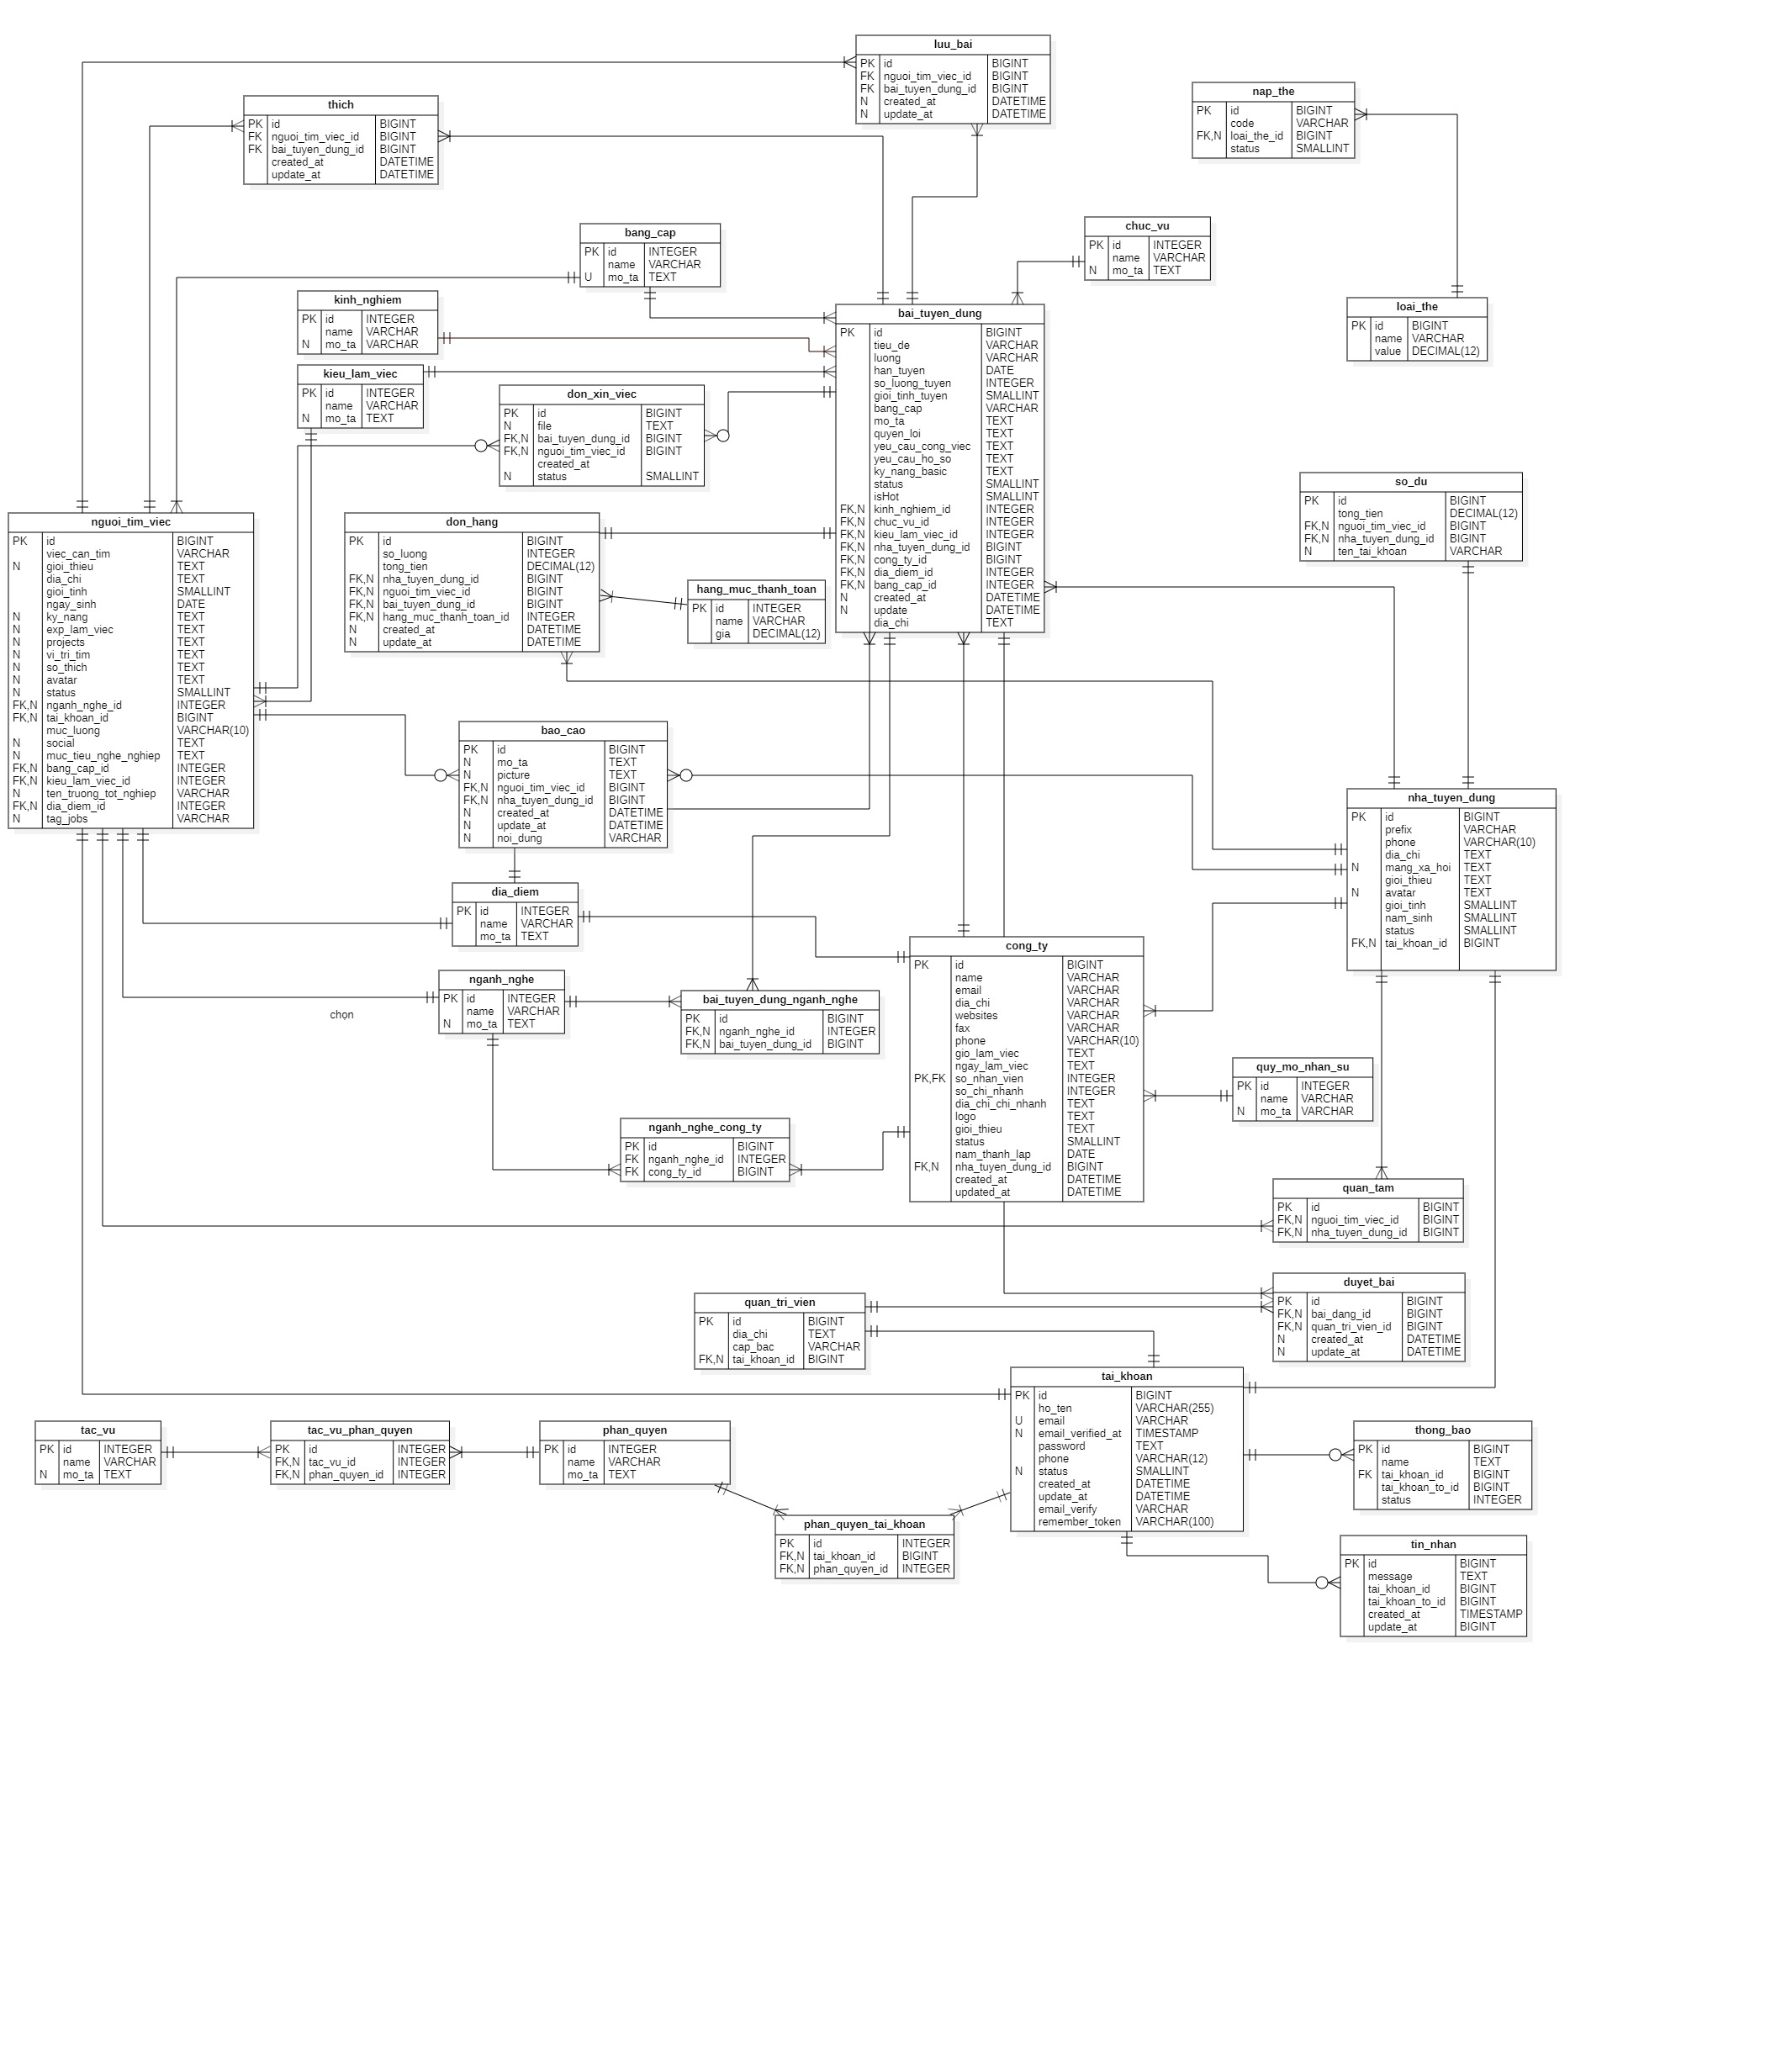 luu_bai
PK id BIGINT
FK nguoi_tim_viec_id BIGINT
FK bai_tuyen_dung_id BIGINT
N created_at DATETIME
N update_at DATETIME
nap_the
PK id BIGINT
code VARCHAR
FK,N loai_the_id BIGINT
status SMALLINT
thich
PK id BIGINT
FK nguoi_tim_viec_id BIGINT
FK bai_tuyen_dung_id BIGINT
created_at DATETIME
update_at DATETIME
bang_cap
PK id INTEGER
name VARCHAR
U mo_ta TEXT
chuc_vu
PK id INTEGER
name VARCHAR
N mo_ta TEXT
kinh_nghiem
PK id INTEGER
name VARCHAR
N mo_ta VARCHAR
loai_the
PK id BIGINT
name VARCHAR
value DECIMAL(12)
bai_tuyen_dung
PK id BIGINT
tieu_de VARCHAR
luong VARCHAR
han_tuyen DATE
so_luong_tuyen INTEGER
gioi_tinh_tuyen SMALLINT
bang_cap VARCHAR
mo_ta TEXT
quyen_loi TEXT
yeu_cau_cong_viec TEXT
yeu_cau_ho_so TEXT
ky_nang_basic TEXT
status SMALLINT
isHot SMALLINT
FK,N kinh_nghiem_id INTEGER
FK,N chuc_vu_id INTEGER
FK,N kieu_lam_viec_id INTEGER
FK,N nha_tuyen_dung_id BIGINT
FK,N cong_ty_id BIGINT
FK,N dia_diem_id INTEGER
FK,N bang_cap_id INTEGER
N created_at DATETIME
N update DATETIME
dia_chi TEXT
kieu_lam_viec
PK id INTEGER
name VARCHAR
N mo_ta TEXT
don_xin_viec
PK id BIGINT
N file TEXT
FK,N bai_tuyen_dung_id BIGINT
FK,N nguoi_tim_viec_id BIGINT
created_at
N status SMALLINT
so_du
PK id BIGINT
tong_tien DECIMAL(12)
FK,N nguoi_tim_viec_id BIGINT
FK,N nha_tuyen_dung_id BIGINT
N ten_tai_khoan VARCHAR
nguoi_tim_viec
PK id BIGINT
viec_can_tim VARCHAR
N gioi_thieu TEXT
dia_chi TEXT
gioi_tinh SMALLINT
ngay_sinh DATE
N ky_nang TEXT
N exp_lam_viec TEXT
N projects TEXT
N vi_tri_tim TEXT
N so_thich TEXT
N avatar TEXT
N status SMALLINT
FK,N nganh_nghe_id INTEGER
FK,N tai_khoan_id BIGINT
muc_luong VARCHAR(10)
N social TEXT
N muc_tieu_nghe_nghiep TEXT
FK,N bang_cap_id INTEGER
FK,N kieu_lam_viec_id INTEGER
N ten_truong_tot_nghiep VARCHAR
FK,N dia_diem_id INTEGER
N tag_jobs VARCHAR
don_hang
PK id BIGINT
so_luong INTEGER
tong_tien DECIMAL(12)
FK,N nha_tuyen_dung_id BIGINT
FK,N nguoi_tim_viec_id BIGINT
FK,N bai_tuyen_dung_id BIGINT
FK,N hang_muc_thanh_toan_id INTEGER
N created_at DATETIME
N update_at DATETIME
hang_muc_thanh_toan
PK id INTEGER
name VARCHAR
gia DECIMAL(12)
bao_cao
PK id BIGINT
N mo_ta TEXT
N picture TEXT
FK,N nguoi_tim_viec_id BIGINT
FK,N nha_tuyen_dung_id BIGINT
N created_at DATETIME
N update_at DATETIME
N noi_dung VARCHAR
nha_tuyen_dung
PK id BIGINT
prefix VARCHAR
phone VARCHAR(10)
dia_chi TEXT
N mang_xa_hoi TEXT
gioi_thieu TEXT
N avatar TEXT
gioi_tinh SMALLINT
nam_sinh SMALLINT
status SMALLINT
FK,N tai_khoan_id BIGINT
dia_diem
PK id INTEGER
name VARCHAR
mo_ta TEXT
cong_ty
PK id BIGINT
name VARCHAR
email VARCHAR
dia_chi VARCHAR
websites VARCHAR
fax VARCHAR
phone VARCHAR(10)
gio_lam_viec TEXT
ngay_lam_viec TEXT
PK,FK so_nhan_vien INTEGER
so_chi_nhanh INTEGER
dia_chi_chi_nhanh TEXT
logo TEXT
gioi_thieu TEXT
status SMALLINT
nam_thanh_lap DATE
FK,N nha_tuyen_dung_id BIGINT
created_at DATETIME
updated_at DATETIME
nganh_nghe
PK id INTEGER
name VARCHAR
N mo_ta TEXT
chọn
bai_tuyen_dung_nganh_nghe
PK id BIGINT
FK,N nganh_nghe_id INTEGER
FK,N bai_tuyen_dung_id BIGINT
quy_mo_nhan_su
PK id INTEGER
name VARCHAR
N mo_ta VARCHAR
nganh_nghe_cong_ty
PK id BIGINT
FK nganh_nghe_id INTEGER
FK cong_ty_id BIGINT
quan_tam
PK id BIGINT
FK,N nguoi_tim_viec_id BIGINT
FK,N nha_tuyen_dung_id BIGINT
duyet_bai
PK id BIGINT
FK,N bai_dang_id BIGINT
FK,N quan_tri_vien_id BIGINT
N created_at DATETIME
N update_at DATETIME
quan_tri_vien
PK id BIGINT
dia_chi TEXT
cap_bac VARCHAR
FK,N tai_khoan_id BIGINT
tai_khoan
PK id BIGINT
ho_ten VARCHAR(255)
U email VARCHAR
N email_verified_at TIMESTAMP
password TEXT
phone VARCHAR(12)
N status SMALLINT
created_at DATETIME
update_at DATETIME
email_verify VARCHAR
remember_token VARCHAR(100)
tac_vu
PK id INTEGER
name VARCHAR
N mo_ta TEXT
tac_vu_phan_quyen
PK id INTEGER
FK,N tac_vu_id INTEGER
FK,N phan_quyen_id INTEGER
phan_quyen
PK id INTEGER
name VARCHAR
mo_ta TEXT
thong_bao
PK id BIGINT
name TEXT
FK tai_khoan_id BIGINT
tai_khoan_to_id BIGINT
status INTEGER
phan_quyen_tai_khoan
PK id INTEGER
FK,N tai_khoan_id BIGINT
FK,N phan_quyen_id INTEGER
tin_nhan
PK id BIGINT
message TEXT
tai_khoan_id BIGINT
tai_khoan_to_id BIGINT
created_at TIMESTAMP
update_at BIGINT